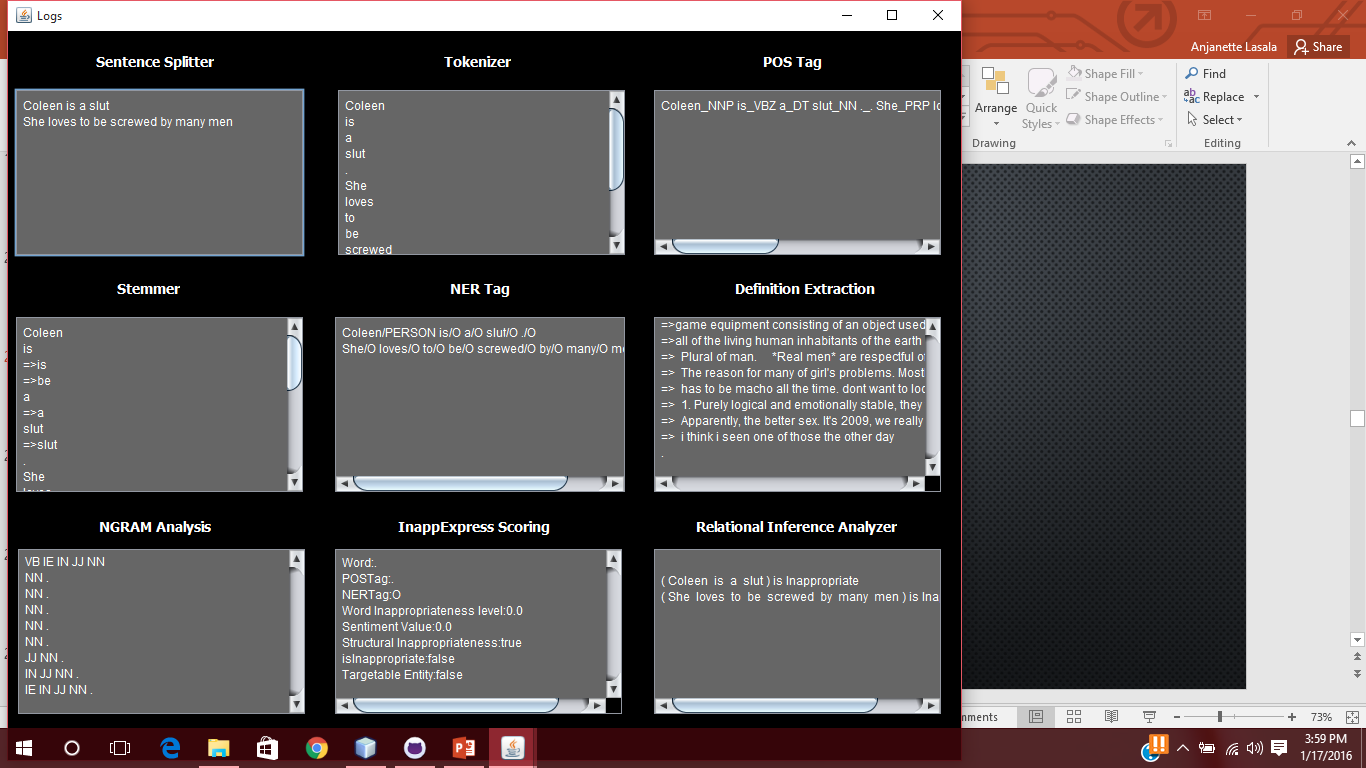 Logs
Anjanette Lasala
Share
Sentence Splitter
Coleen is a slut
She loves to be screwed by many men
Tokenizer
Coleen
is
a
slut
.
She
loves
to
be
screwed
POS Tag
Coleen_NNP is_VBZ a_DT slut_NN ._. She_PRP lo
Arrange
Quick
Styles
Shape Fill
Shape Outline
Shape Effects
Drawing
Find
Replace
Select
Editing
Stemmer
Coleen
is
=>is
=>be
a
=>a
slut
=>slut
.
She
NER Tag
Coleen/PERSON is/O a/O slut/O ./O
She/O loves/O to/O be/O screwed/O by/O many/O m
Definition Extraction
=>game equipment consisting of an object used
=>all of the living human inhabitants of the earth
=> Plural of man. *Real men* are respectful o
=> The reason for many of girl's problems. Most
=> has to be macho all the time. dont want to loo
=> 1. Purely logical and emotionally stable, they
=> Apparently, the better sex. It's 2009, we really
=> i think i seen one of those the other day
.
NGRAM Analysis
VB IE IN JJ NN
NN .
NN .
NN .
NN .
NN .
JJ NN .
IN JJ NN .
IE IN JJ NN .
InappExpress Scoring
Word:.
POSTag:.
NERTag:O
Word Inappropriateness level:0.0
Sentiment Value:0.0
Structural Inappropriateness:true
isInappropriate:false
Targetable Entity:false
Relational Inference Analyzer
( Coleen is a slut ) is Inappropriate
( She loves to be screwed by many men ) is Ina
mments
73%
3:59 PM
1/17/2016